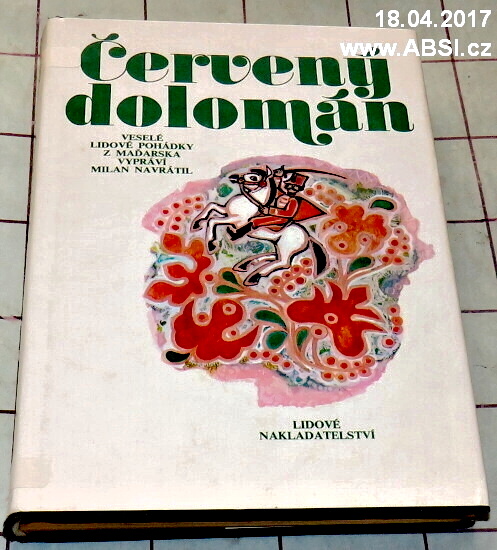 18.04.2017
www.ABSI.cz
Červený
dolomán
VESELÉ
LIDOVÉ POHÁDKY
Z MAĎARSKA
VYPRÁVÍ
MILAN NAVRÁTIL
LIDOVÉ
NAKLADATELSTVÍ